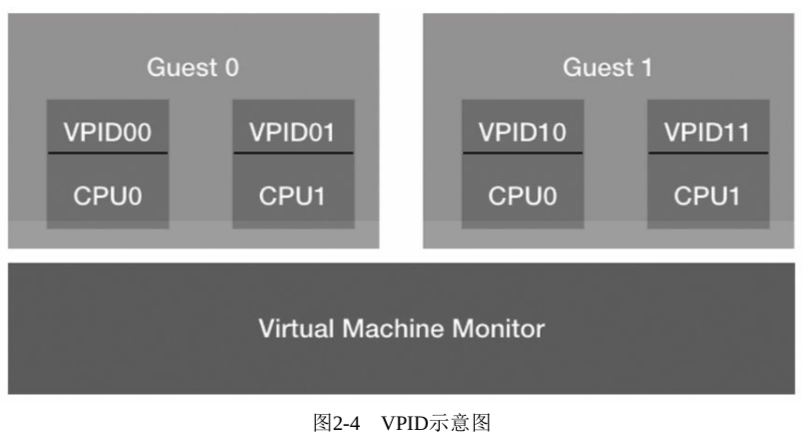 Guest 0
Guest 1
VPID00
VPID01
VPID10
VPID11
CPU0
CPU1
CPU0
CPU1
Virtual Machine Monitor
图2-4 VPID示意图